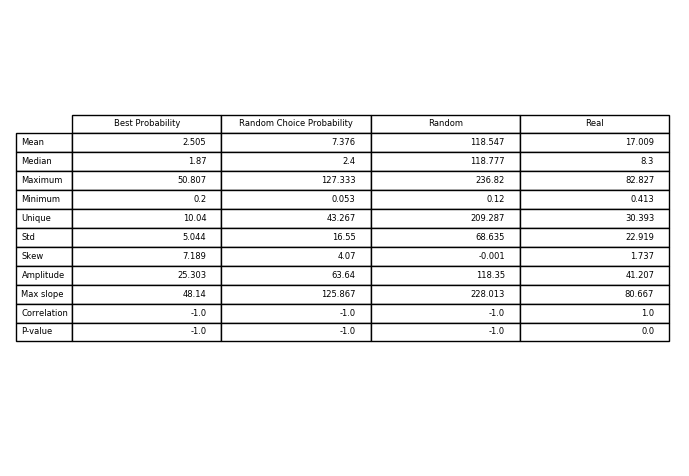 Best Probability Random Choice Probability Random Real
Mean 2.505 7.376 118.547 17.009
Median 1.87 2.4 118.777 8.3
Maximum 50.807 127.333 236.82 82.827
Minimum 0.2 0.053 0.12 0.413
Unique 10.04 43.267 209.287 30.393
Std 5.044 16.55 68.635 22.919
Skew 7.189 4.07 -0.001 1.737
Amplitude 25.303 63.64 118.35 41.207
Max slope 48.14 125.867 228.013 80.667
Correlation -1.0 -1.0 -1.0 1.0
P-value -1.0 -1.0 -1.0 0.0